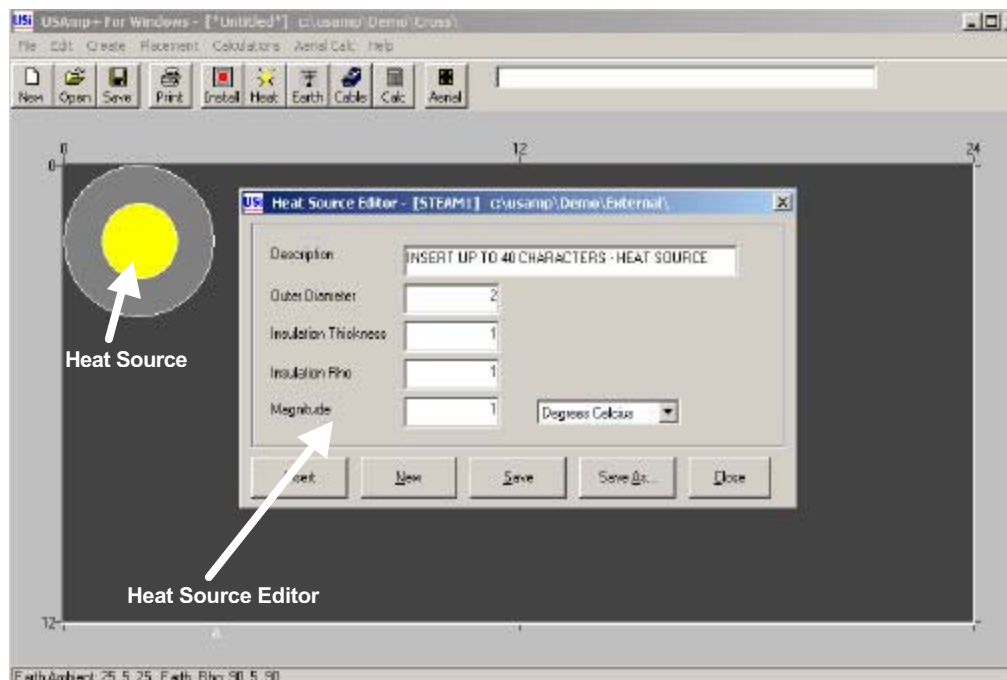 USi USAmp+ For Windows - [*Untitled*] c:\usamp\Demo\Cross\
File Edit Create Placement Calculations Aerial Calc Help
New Open Save Print Install Heat Earth Cable Calc Aerial
0 12 24
0
USi Heat Source Editor - [STEAM1] c:\usamp\Demo\External\
Description INSERT UP TO 40 CHARACTERS - HEAT SOURCE
Outer Diameter 2
Insulation Thickness 1
Insulation Rho 1
Magnitude 1 Degrees Celcius
New Save Save As... Close
Heat Source
Heat Source Editor
12
Earth Ambient: 25, 5, 25 Earth Rho: 90, 5, 90